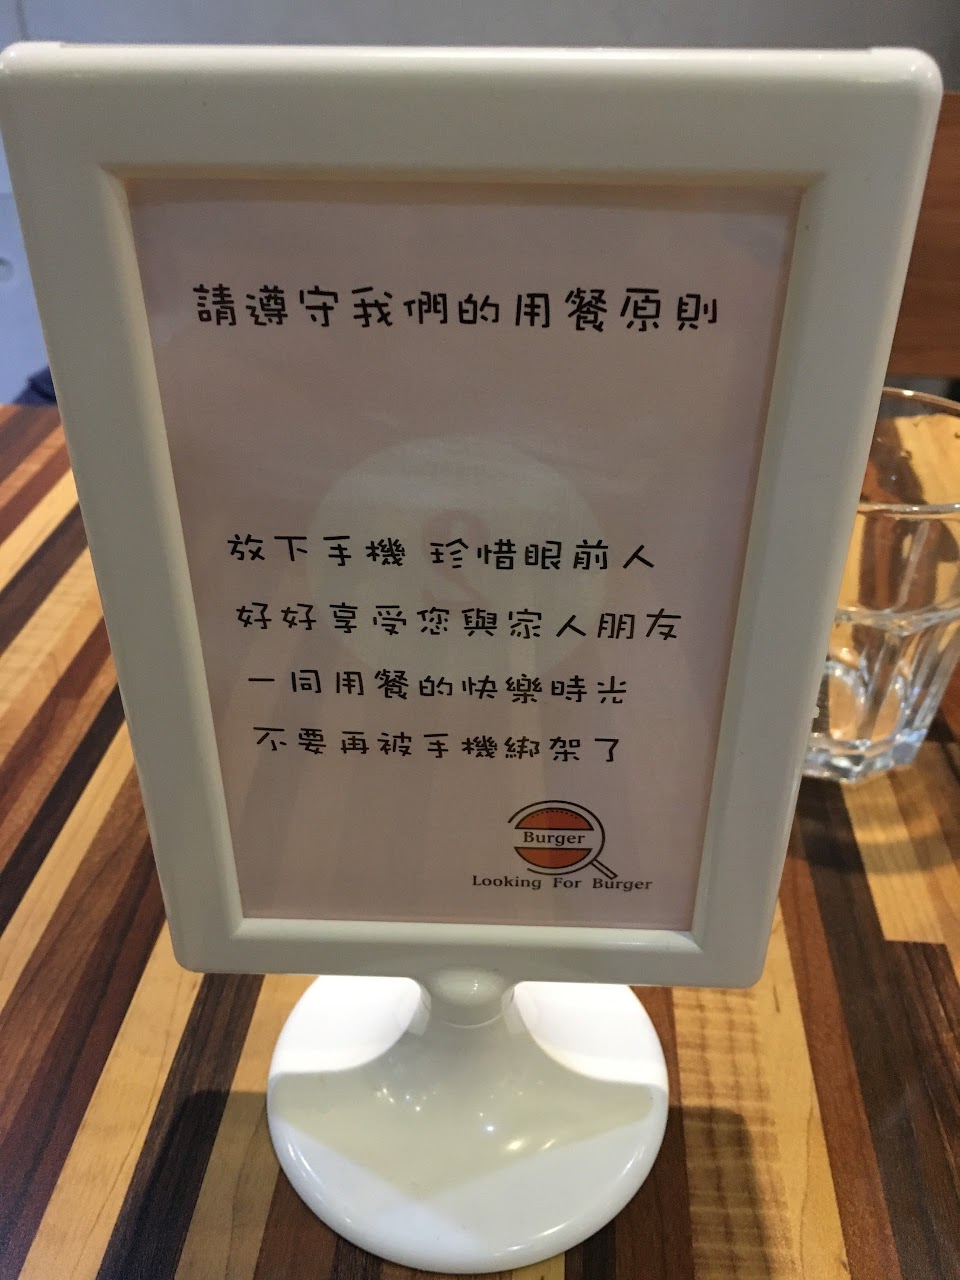 請遵守我們的用餐原則
放下手機 珍惜眼前人
好好享受您與家人朋友
一同用餐的快樂時光
不要再被手機綁架了
Burger
Looking For Burger